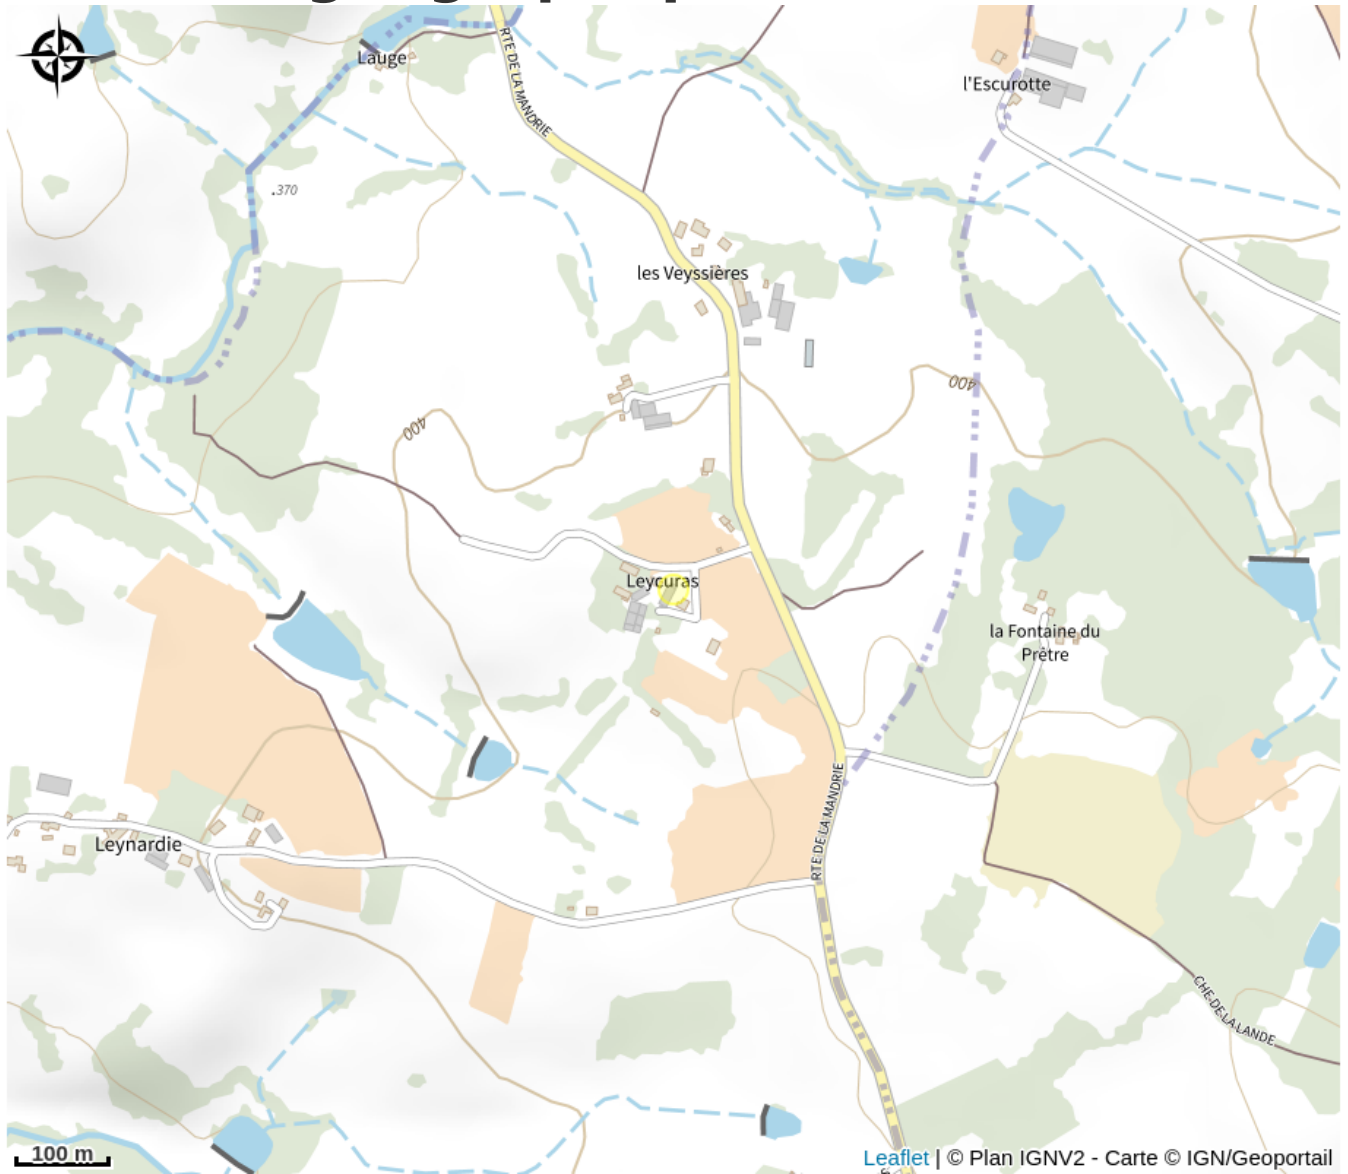 Lauge
RTE DE LA MANDRIE
l'Escurotte
.370
les Veyssières
400
400
Leycuras
la Fontaine du
Prêtre
RTE DE LA MANDRIE
Leynardie
CHE DE LA LANDE
100 m
Leaflet | © Plan IGNV2 - Carte © IGN/Geoportail